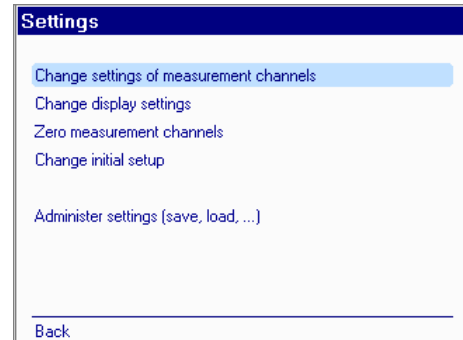 Settings
Change settings of measurement channels
Change display settings
Zero measurement channels
Change initial setup
Administer settings (save, load, ...)
Back